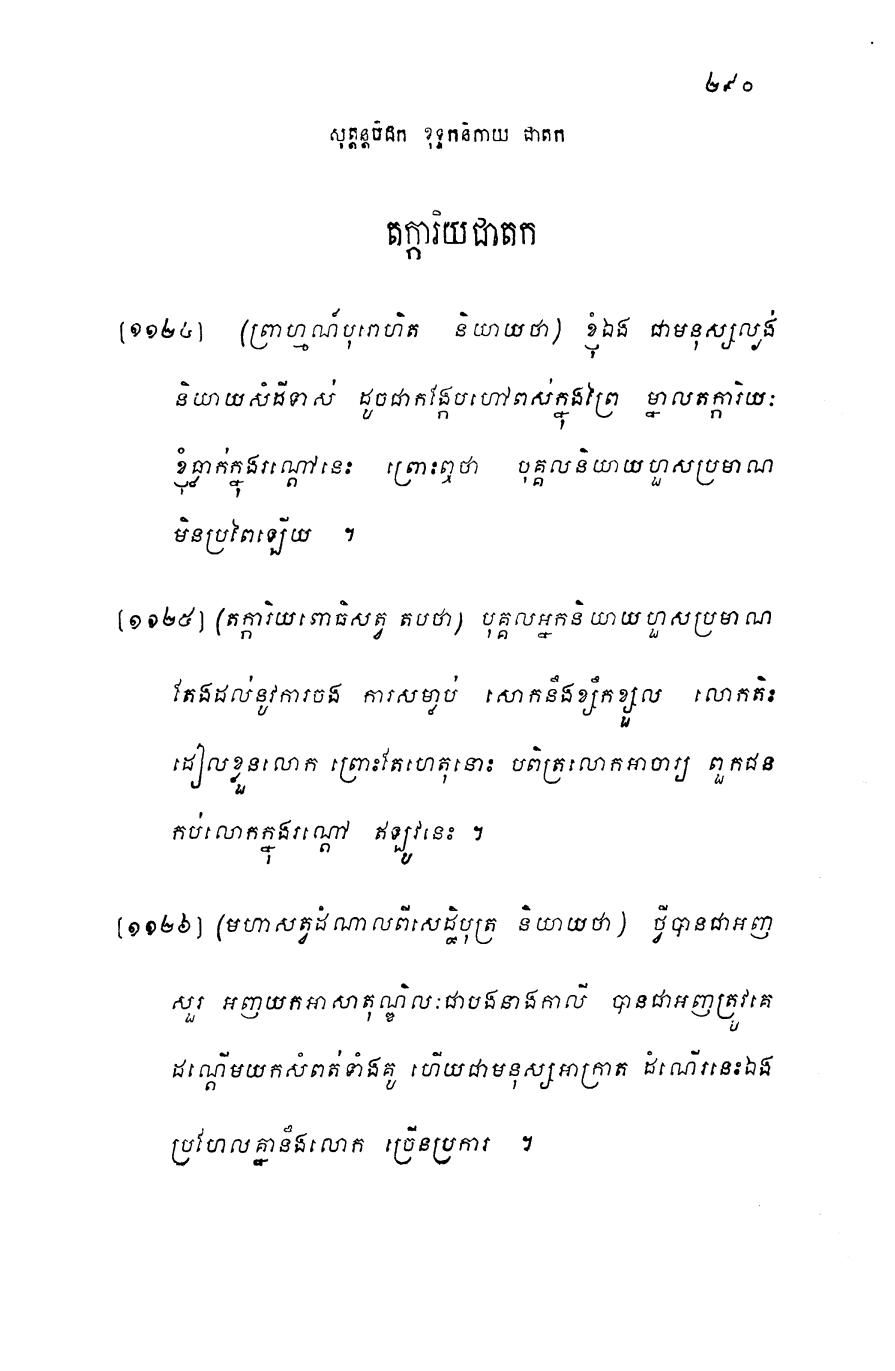 ២៩០
សុត្តន្តបិដក ខុទ្ទកនិកាយ ជាតក
តក្ការិយជាតក
[១១២៤] (ព្រាហ្មណ៍បុរោហិត និយាយថា) ខ្ញុំឯង ជាមនុស្សល្ងង់
និយាយសំដីទាស់ ដូចជាកង្កែបហៅពស់ក្នុងព្រៃ ម្នាលតក្ការិយៈ
ខ្ញុំធ្លាក់ក្នុងរណ្តៅនេះ ព្រោះឮថា បុគ្គលនិយាយហួសប្រមាណ
មិនប្រពៃឡើយ ។
[១១២៥] (តក្ការិយពោធិសត្វ តបថា) បុគ្គលអ្នកនិយាយហួសប្រមាណ
តែងដល់នូវការចង ការសម្លាប់ សោកនឹងខ្សឹកខ្សួល លោកតិះ
ដៀលខ្លួនលោក ព្រោះតែហេតុនោះ បពិត្រលោកអាចារ្យ ពួកជន
កប់លោកក្នុងរណ្តៅ ឥឡូវនេះ ។
[១១២៦] (មហាសត្វដំណាលពីសេដ្ឋិបុត្រ និយាយថា) ធ្វីបានជាអញ
សួរ អញយកអាសាតុណ្ឌិលៈជាបងនាងកាលី បានជាអញត្រូវគេ
ដណ្តើមយកសំពត់ទាំងគូ ហើយជាមនុស្សអាក្រាត ដំណើរនេះឯង
ប្រហែលគ្នានឹងលោក ច្រើនប្រការ ។